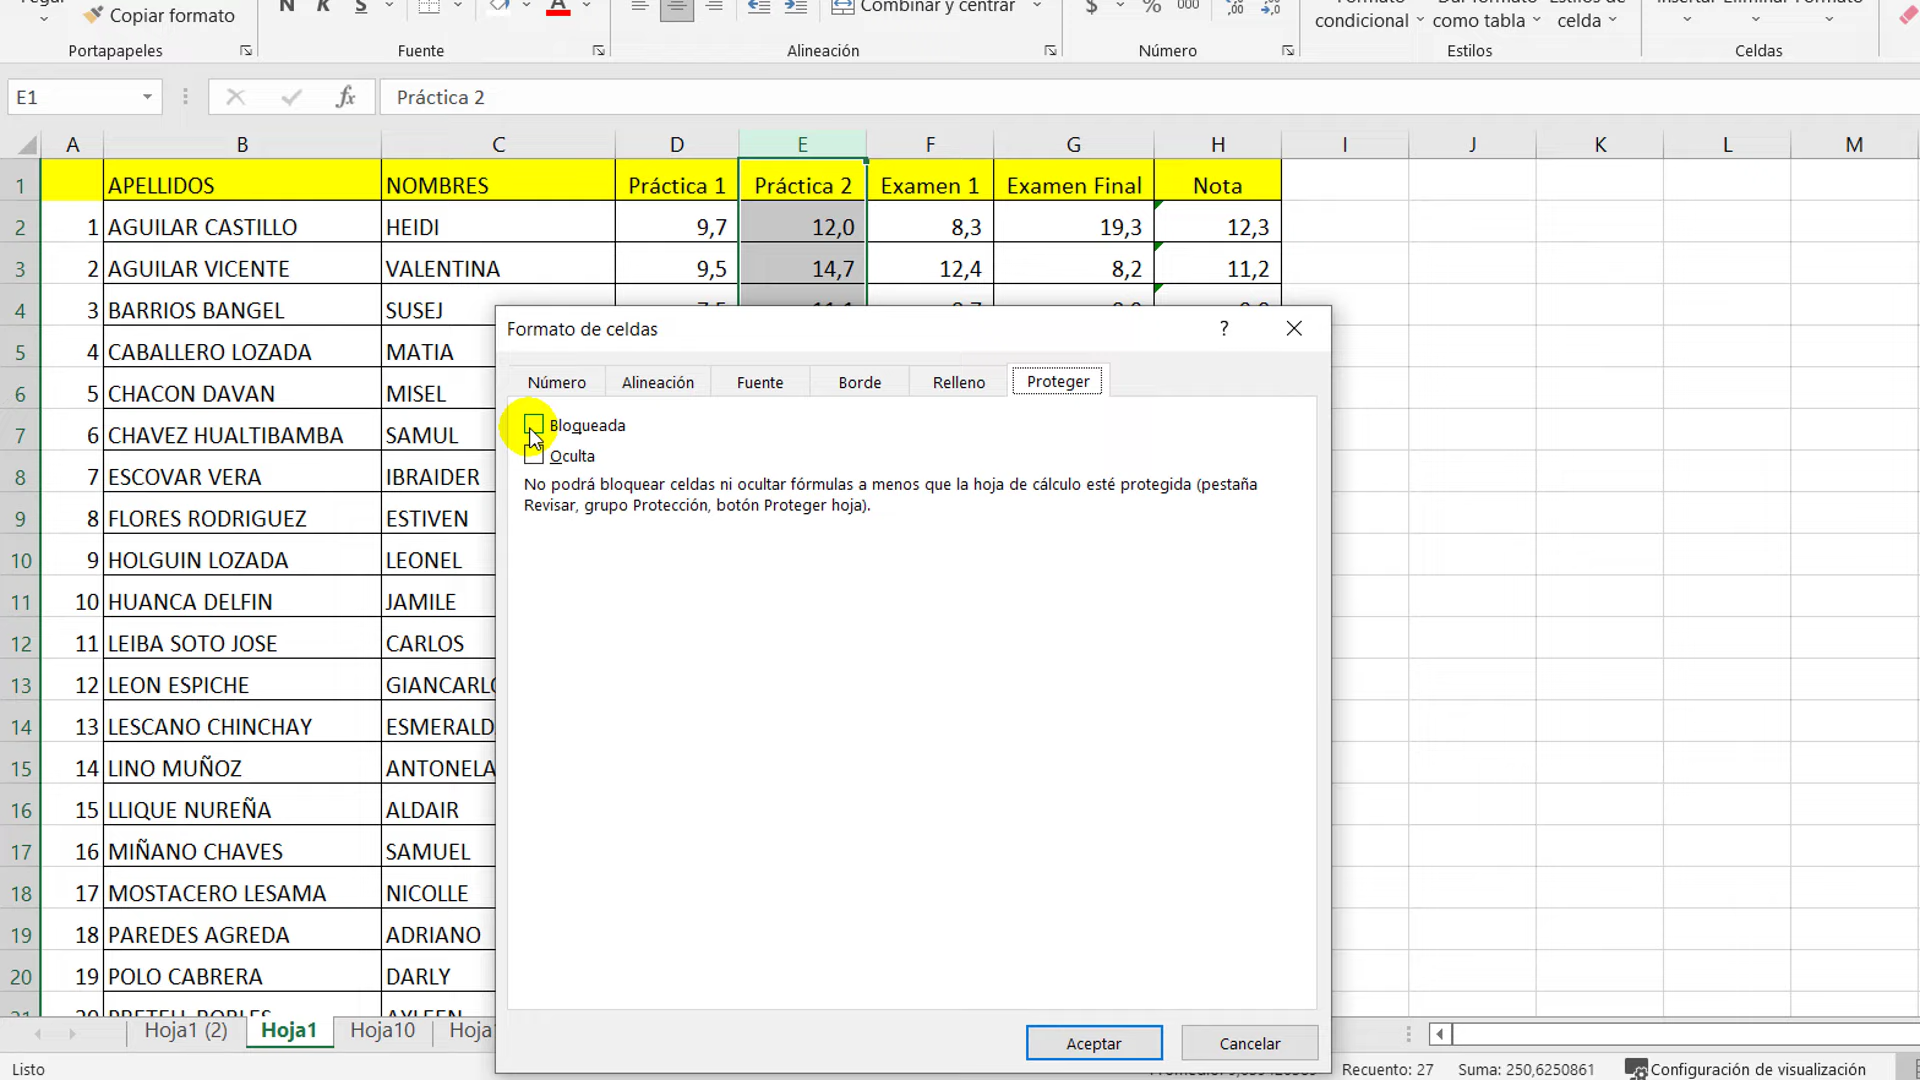 Copiar formato
N K S
Combinar y centrar
$ % 000
condicional
como tabla
celda
Portapapeles
Fuente
Alineación
Número
Estilos
Celdas
E1
fx
Práctica 2
A B C D E F G H I J K L M
1 APELLIDOS NOMBRES Práctica 1 Práctica 2 Examen 1 Examen Final Nota
2 1 AGUILAR CASTILLO HEIDI 9,7 12,0 8,3 19,3 12,3
3 2 AGUILAR VICENTE VALENTINA 9,5 14,7 12,4 8,2 11,2
4 3 BARRIOS BANGEL SUSEJ
5 4 CABALLERO LOZADA MATIA
6 5 CHACON DAVAN MISEL
7 6 CHAVEZ HUALTIBAMBA SAMUL
8 7 ESCOVAR VERA IBRAIDER
9 8 FLORES RODRIGUEZ ESTIVEN
10 9 HOLGUIN LOZADA LEONEL
11 10 HUANCA DELFIN JAMILE
12 11 LEIBA SOTO JOSE CARLOS
13 12 LEON ESPICHE GIANCARLO
14 13 LESCANO CHINCHAY ESMERALD
15 14 LINO MUÑOZ ANTONELA
16 15 LLIQUE NUREÑA ALDAIR
17 16 MIÑANO CHAVES SAMUEL
18 17 MOSTACERO LESAMA NICOLLE
19 18 PAREDES AGREDA ADRIANO
20 19 POLO CABRERA DARLY
Formato de celdas
?
Número Alineación Fuente Borde Relleno Proteger
Bloqueada
Oculta
No podrá bloquear celdas ni ocultar fórmulas a menos que la hoja de cálculo esté protegida (pestaña
Revisar, grupo Protección, botón Proteger hoja).
Aceptar Cancelar
Hoja1 (2) Hoja1 Hoja10
Listo
Recuento: 27 Suma: 250,6250861 Configuración de visualización